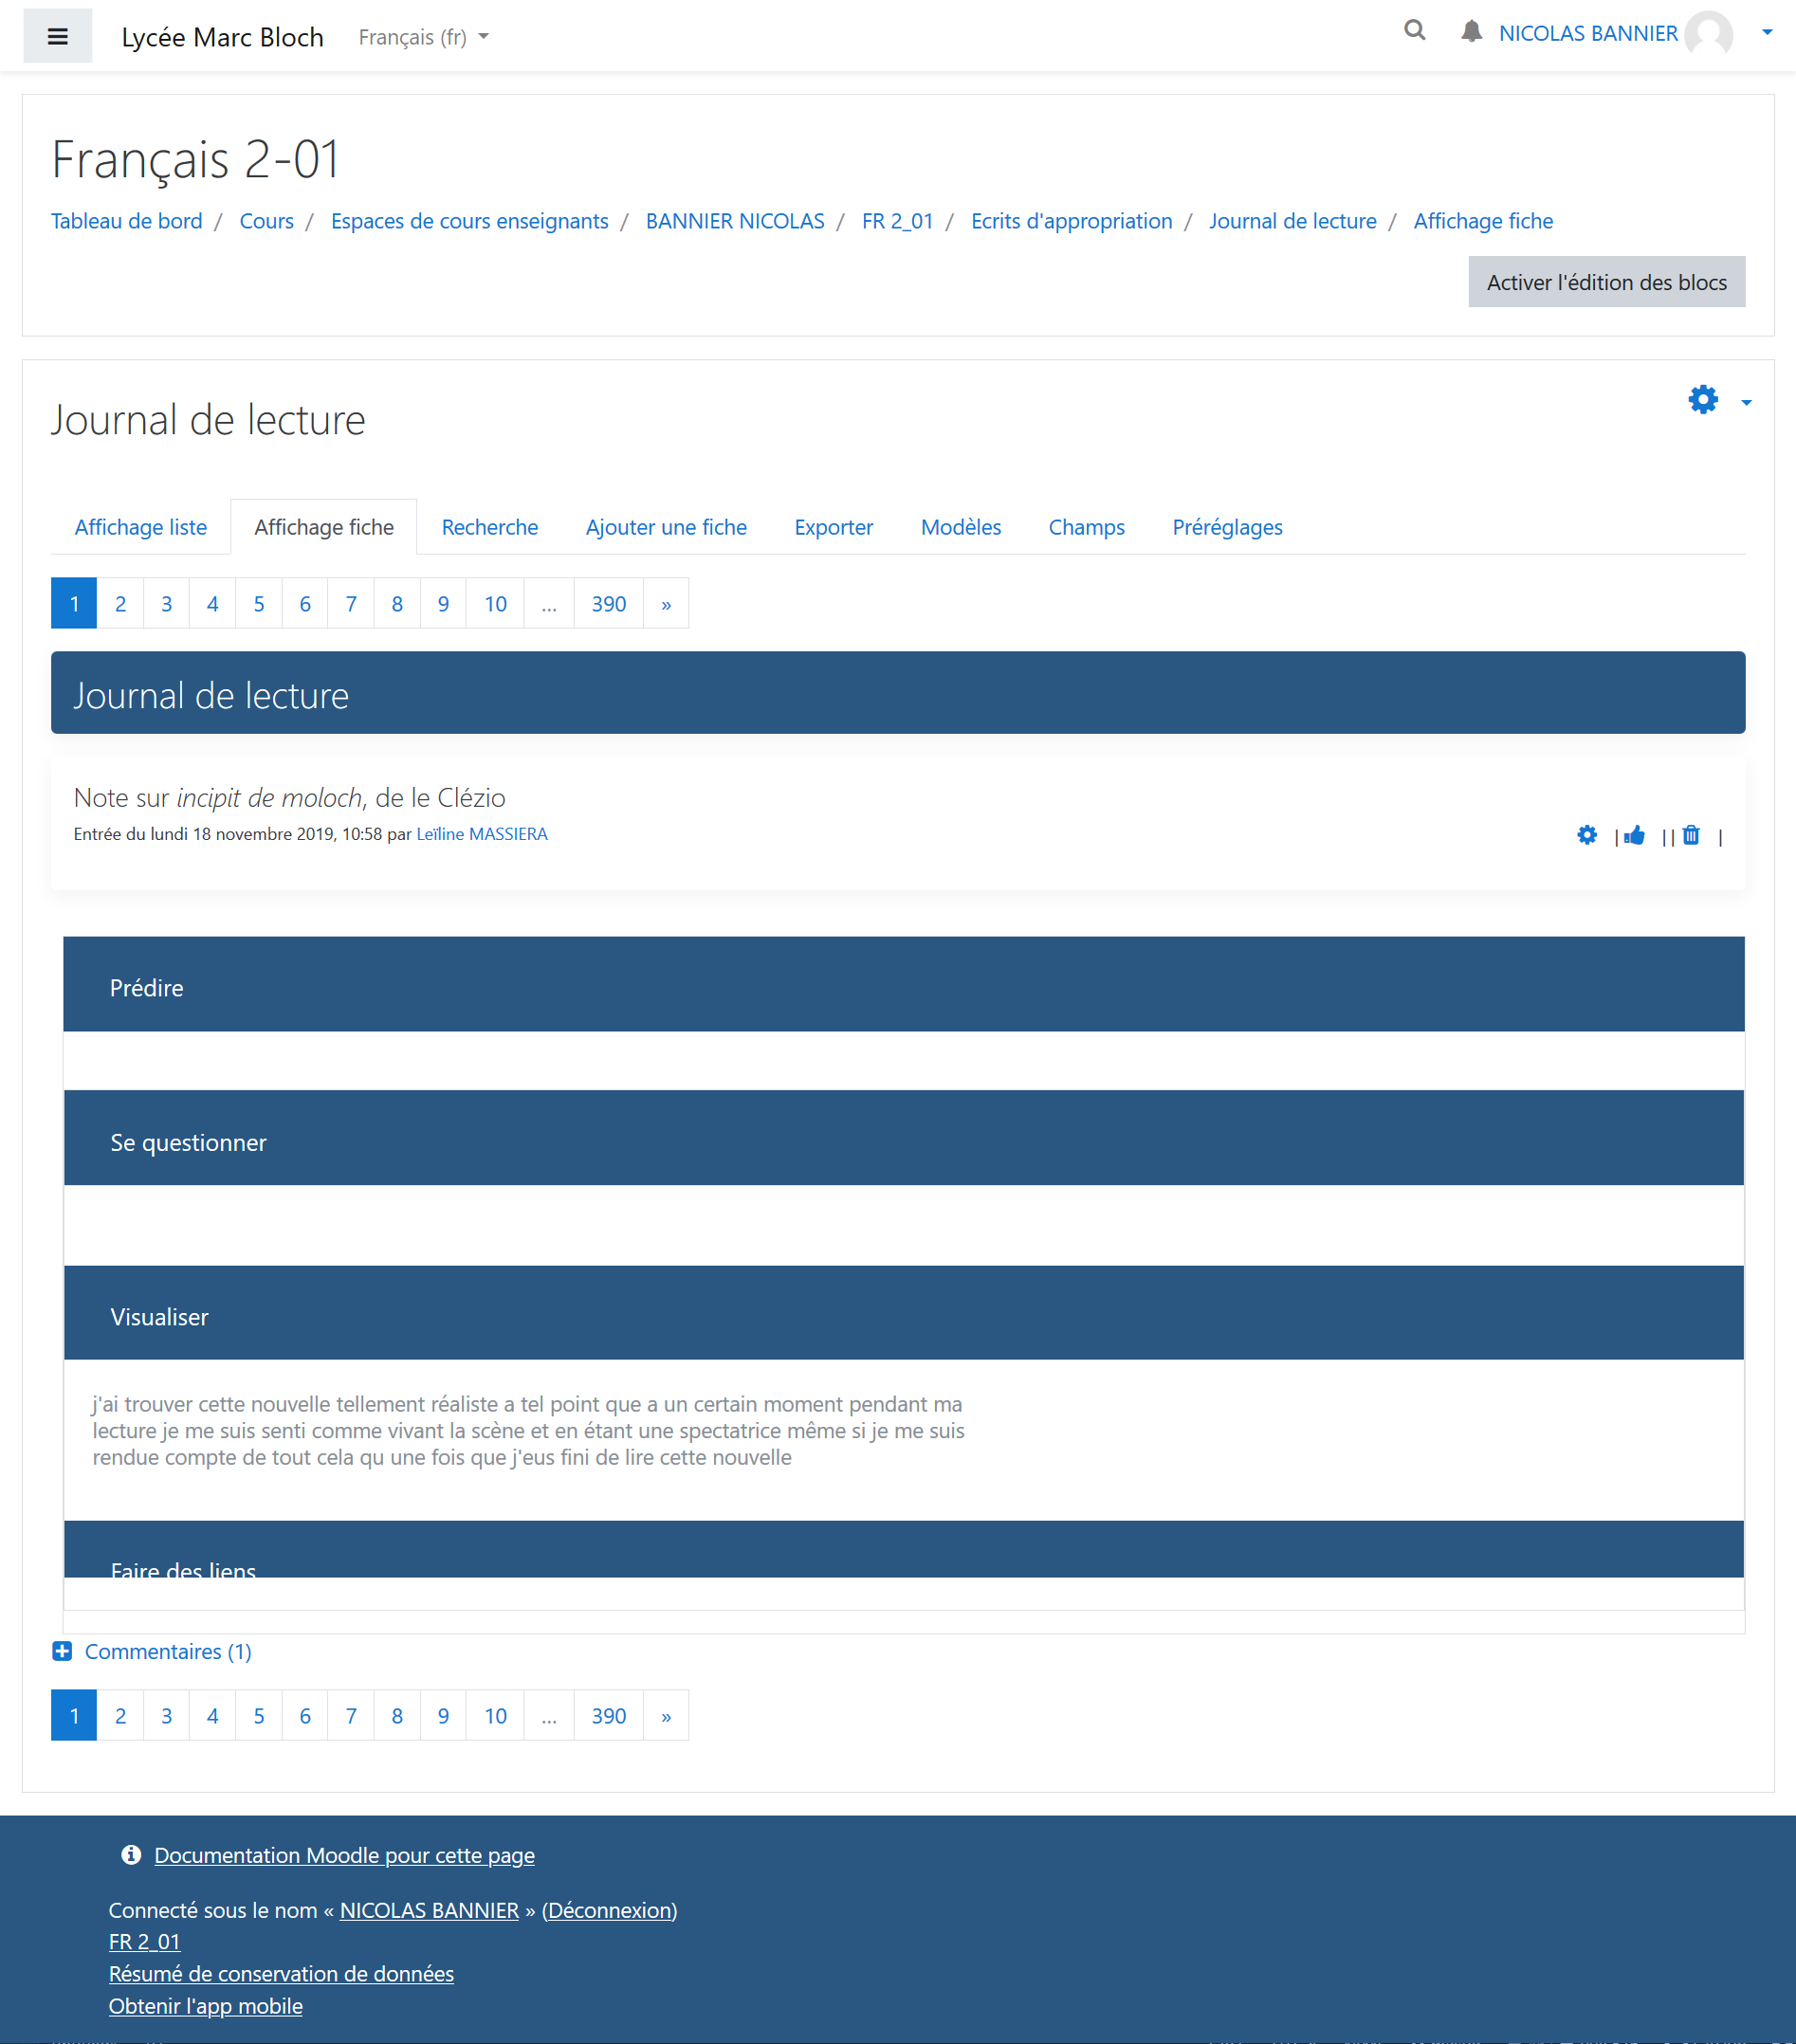 Lycée Marc Bloch Français (fr) NICOLAS BANNIER
Français 2-01
Tableau de bord / Cours / Espaces de cours enseignants / BANNIER NICOLAS / FR 2_01 / Ecrits d'appropriation / Journal de lecture / Affichage fiche
Activer l'édition des blocs
Journal de lecture
Affichage liste Affichage fiche Recherche Ajouter une fiche Exporter Modèles Champs Préréglages
1 2 3 4 5 6 7 8 9 10 ... 390 »
Journal de lecture
Note sur incipit de moloch, de le Clézio
Entrée du lundi 18 novembre 2019, 10:58 par Leïline MASSIERA
| | | |
Prédire
Se questionner
Visualiser
j'ai trouver cette nouvelle tellement réaliste a tel point que a un certain moment pendant ma
lecture je me suis senti comme vivant la scène et en étant une spectatrice même si je me suis
rendue compte de tout cela qu une fois que j'eus fini de lire cette nouvelle
Faire des liens
Commentaires (1)
1 2 3 4 5 6 7 8 9 10 ... 390 »
Documentation Moodle pour cette page
Connecté sous le nom « NICOLAS BANNIER » (Déconnexion)
FR 2_01
Résumé de conservation de données
Obtenir l'app mobile